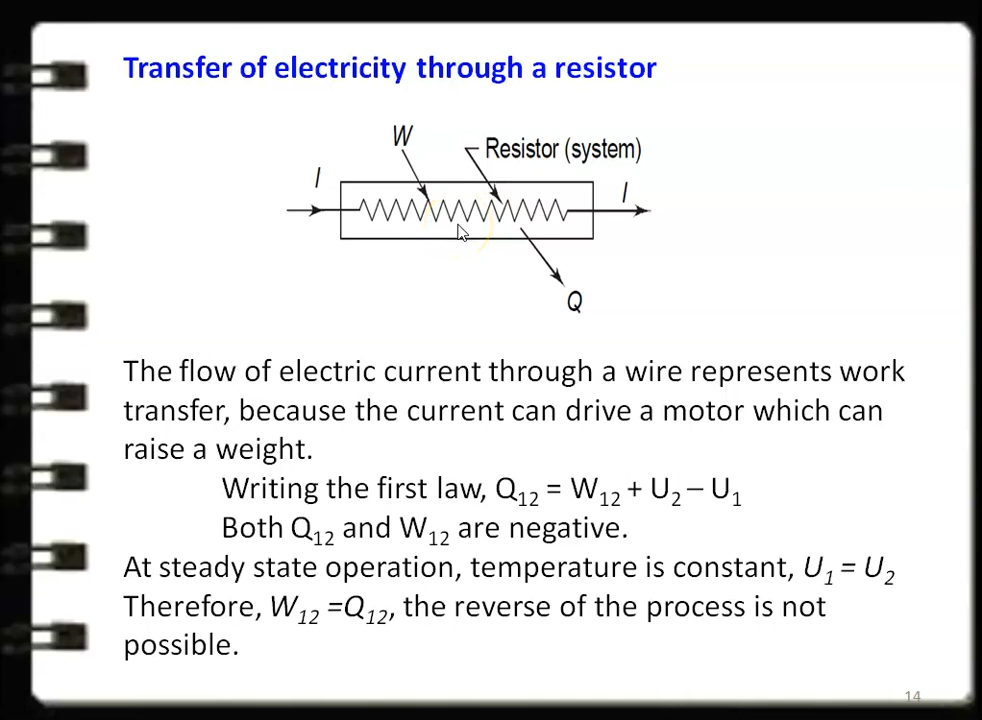 Transfer of electricity through a resistor
W
Resistor (system)
I
I
Q
The flow of electric current through a wire represents work
transfer, because the current can drive a motor which can
raise a weight.
Writing the first law, Q₁₂ = W₁₂ + U₂ – U₁
Both Q₁₂ and W₁₂ are negative.
At steady state operation, temperature is constant, U₁ = U₂
Therefore, W₁₂ =Q₁₂, the reverse of the process is not
possible.
14